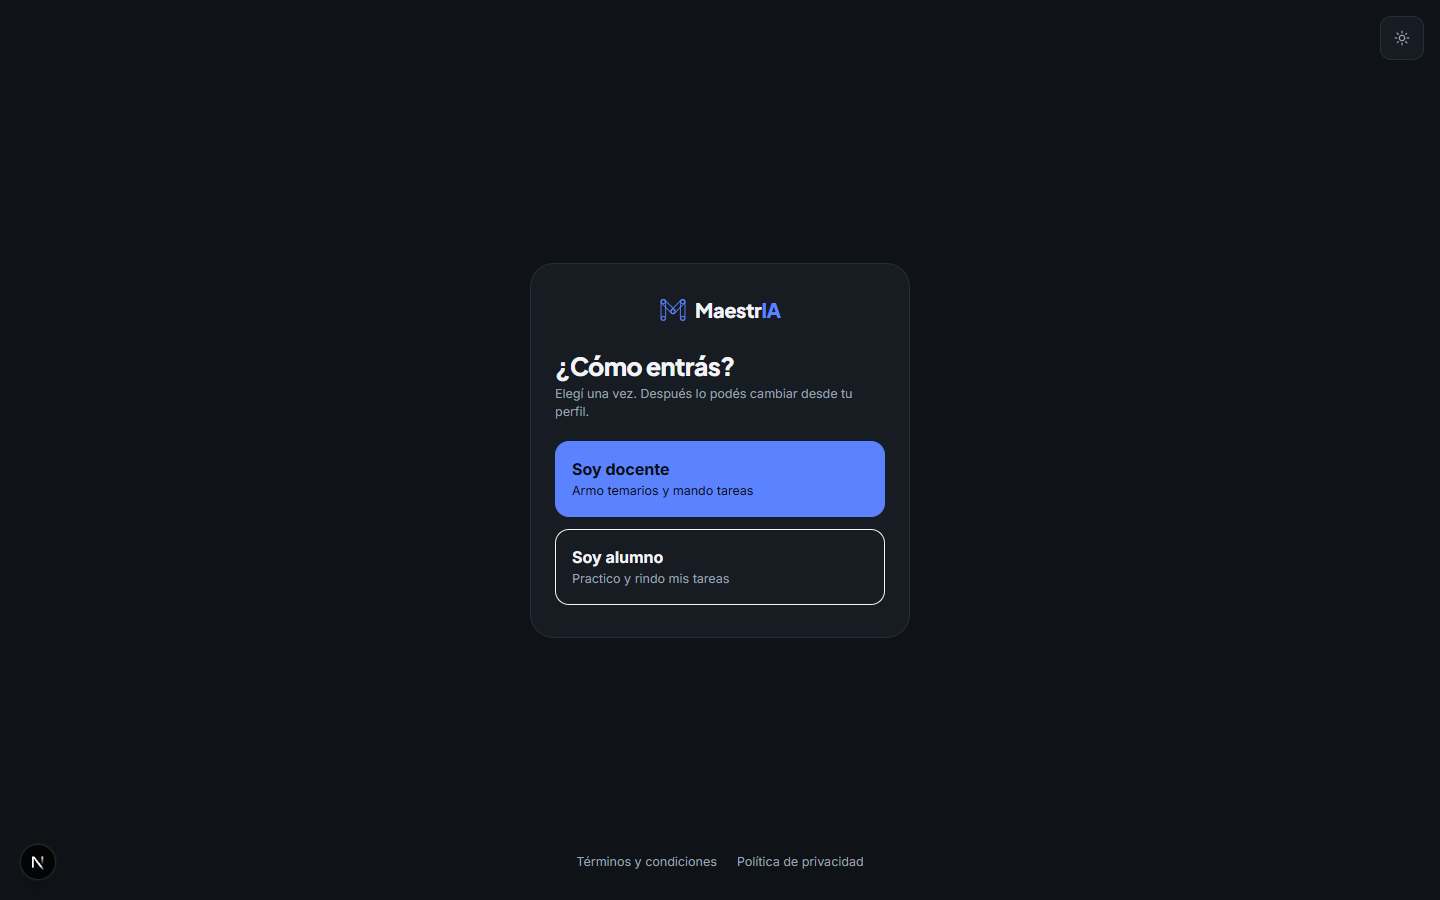 MaestrIA
¿Cómo entrás?
Elegí una vez. Después lo podés cambiar desde tu
perfil.
Soy docente
Armo temarios y mando tareas
Soy alumno
Practico y rindo mis tareas
Términos y condiciones Política de privacidad